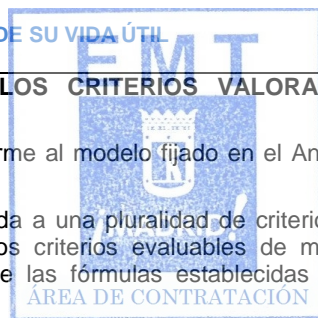 DE SU VIDA ÚTIL
EMT
LOS CRITERIOS VALORA
rme al modelo fijado en el An
¡MADRID!
da a una pluralidad de criterio
os criterios evaluables de m
e las fórmulas establecidas
ÁREA DE CONTRATACIÓN